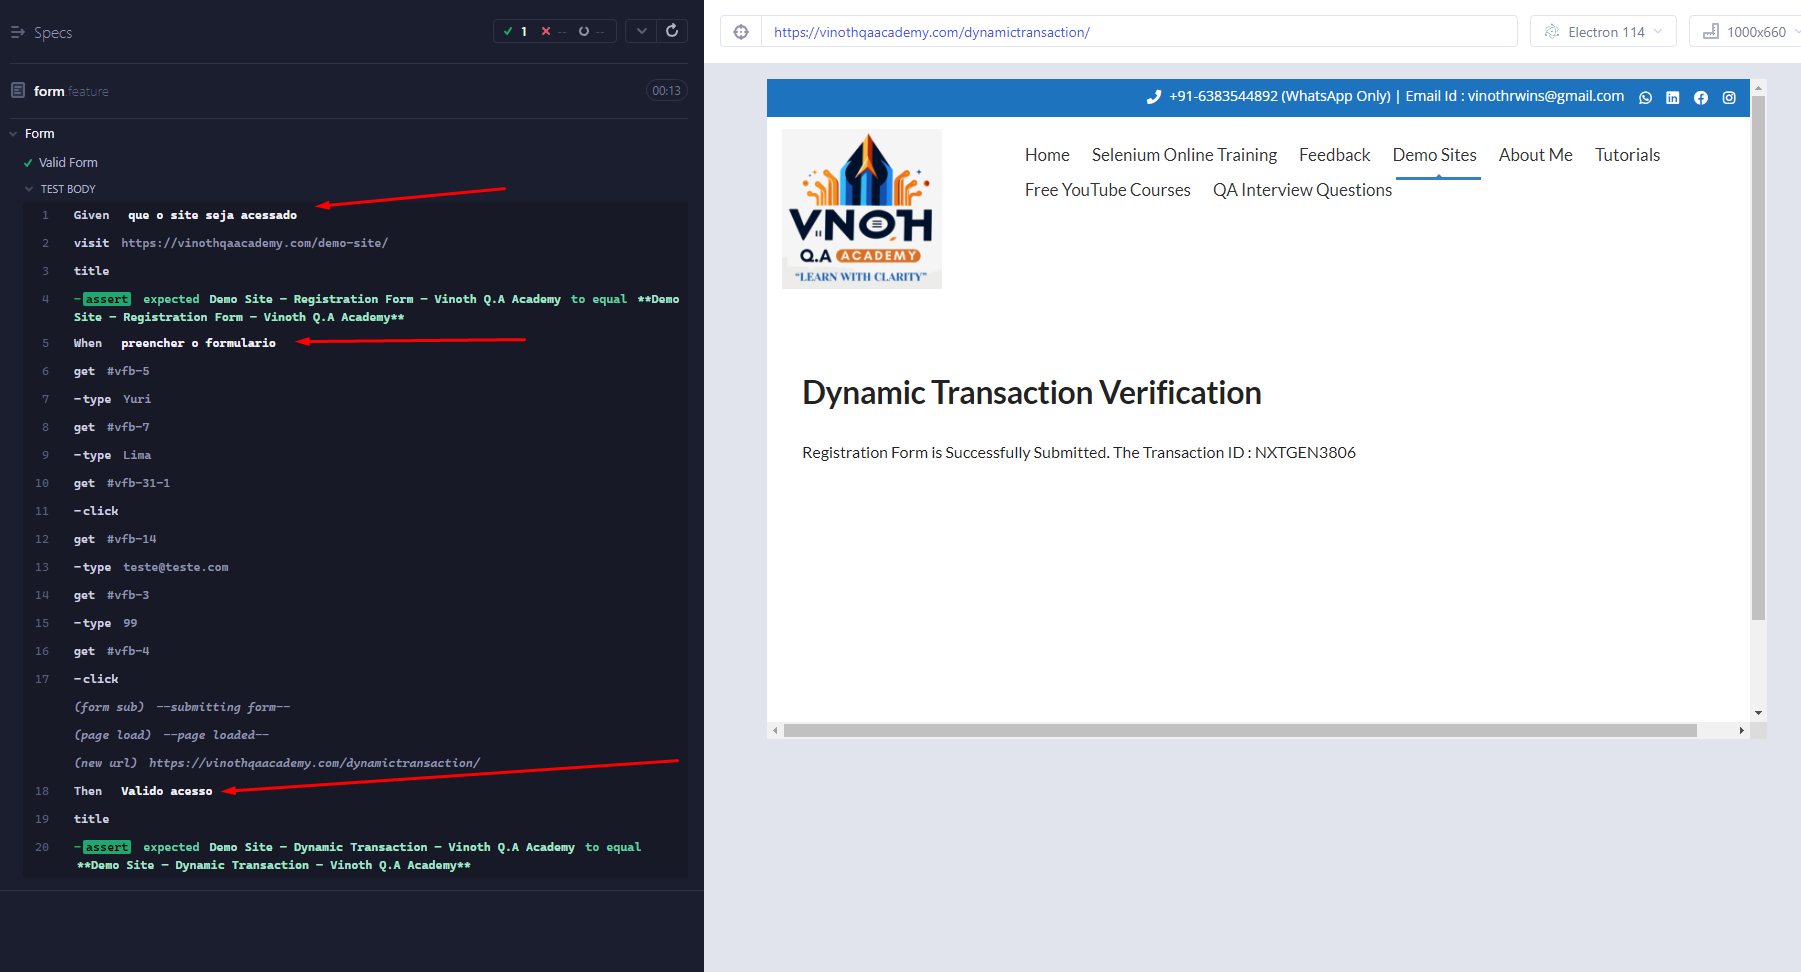 Specs
1 -- --
form.feature
00:13
Form
Valid Form
TEST BODY
1 Given que o site seja acessado
2 visit https://vinothqaacademy.com/demo-site/
3 title
4 -assert expected Demo Site – Registration Form – Vinoth Q.A Academy to equal **Demo
Site – Registration Form – Vinoth Q.A Academy**
5 When preencher o formulario
6 get #vfb-5
7 -type Yuri
8 get #vfb-7
9 -type Lima
10 get #vfb-31-1
11 -click
12 get #vfb-14
13 -type teste@teste.com
14 get #vfb-3
15 -type 99
16 get #vfb-4
17 -click
(form sub) --submitting form--
(page load) --page loaded--
(new url) https://vinothqaacademy.com/dynamictransaction/
18 Then Valido acesso
19 title
20 -assert expected Demo Site – Dynamic Transaction – Vinoth Q.A Academy to equal
**Demo Site – Dynamic Transaction – Vinoth Q.A Academy**
https://vinothqaacademy.com/dynamictransaction/
Electron 114
1000x660
+91-6383544892 (WhatsApp Only) | Email Id : vinothrwins@gmail.com
VINOTH
Q.A ACADEMY
“LEARN WITH CLARITY”
Home Selenium Online Training Feedback Demo Sites About Me Tutorials
Free YouTube Courses QA Interview Questions
Dynamic Transaction Verification
Registration Form is Successfully Submitted. The Transaction ID : NXTGEN3806